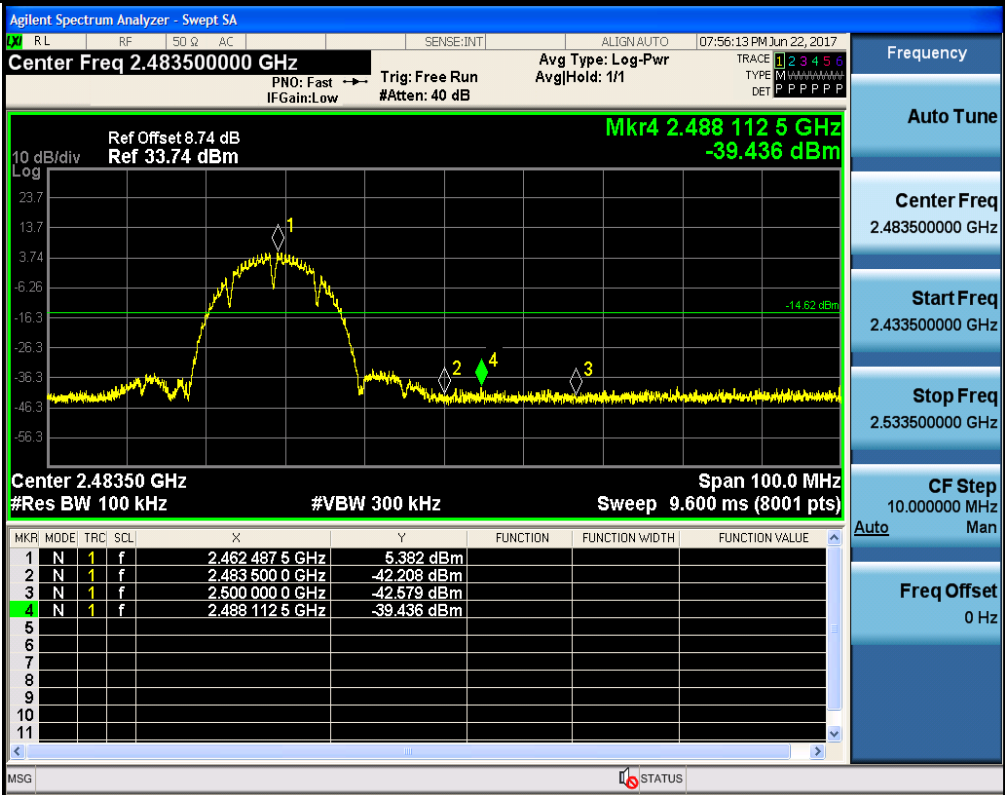 Agilent Spectrum Analyzer - Swept SA
LXI RL RF 50 Ω AC SENSE:INT ALIGN AUTO 07:56:13 PM Jun 22, 2017
Center Freq 2.483500000 GHz
PNO: Fast
IFGain:Low
Trig: Free Run
#Atten: 40 dB
Avg Type: Log-Pwr
Avg|Hold: 1/1
TRACE 1 2 3 4 5 6
TYPE M WWWWW
DET P P P P P P
Ref Offset 8.74 dB
Ref 33.74 dBm
10 dB/div
Log
Mkr4 2.488 112 5 GHz
-39.436 dBm
23.7
13.7
3.74
-6.26
-16.3
-26.3
-36.3
-46.3
-56.3
1
2
4
3
-14.62 dBm
Center 2.48350 GHz
Span 100.0 MHz
#Res BW 100 kHz
#VBW 300 kHz
Sweep 9.600 ms (8001 pts)
MKR MODE TRC SCL X Y FUNCTION FUNCTION WIDTH FUNCTION VALUE
1 N 1 f 2.462 487 5 GHz 5.382 dBm
2 N 1 f 2.483 500 0 GHz -42.208 dBm
3 N 1 f 2.500 000 0 GHz -42.579 dBm
4 N 1 f 2.488 112 5 GHz -39.436 dBm
5
6
7
8
9
10
11
MSG
STATUS
Frequency
Auto Tune
Center Freq
2.483500000 GHz
Start Freq
2.433500000 GHz
Stop Freq
2.533500000 GHz
CF Step
10.000000 MHz
Auto Man
Freq Offset
0 Hz